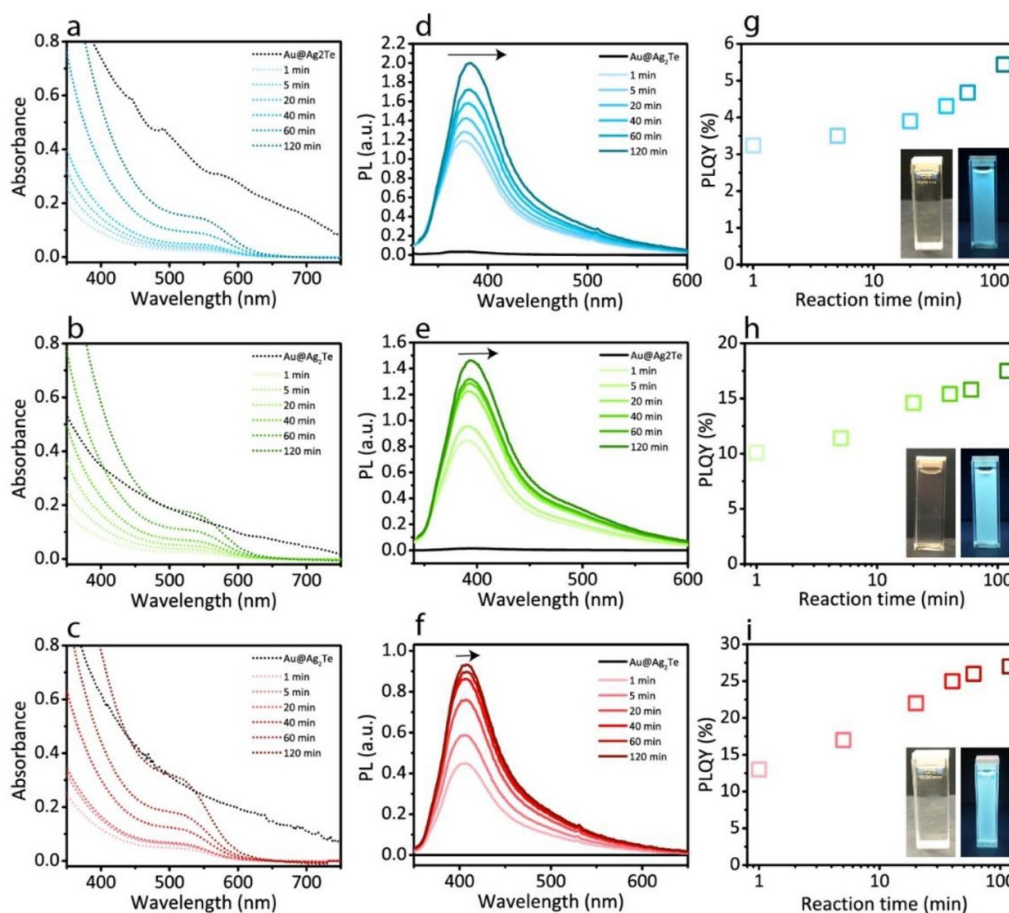 a
0.8
0.6
0.4
0.2
0.0
Absorbance
Au@Ag2Te
1 min
5 min
20 min
40 min
60 min
120 min
400
500
600
700
Wavelength (nm)
d
2.2
2.0
1.8
1.6
1.4
1.2
1.0
0.8
0.6
0.4
0.2
0.0
PL (a.u.)
Au@Ag₂Te
1 min
5 min
20 min
40 min
60 min
120 min
400
500
600
Wavelength (nm)
g
6
5
4
3
2
1
0
PLQY (%)
1
10
100
Reaction time (min)
b
0.8
0.6
0.4
0.2
0.0
Absorbance
Au@Ag₂Te
1 min
5 min
20 min
40 min
60 min
120 min
400
500
600
700
Wavelength (nm)
e
1.6
1.4
1.2
1.0
0.8
0.6
0.4
0.2
0.0
PL (a.u.)
Au@Ag2Te
1 min
5 min
20 min
40 min
60 min
120 min
400
500
600
Wavelength (nm)
h
20
15
10
5
0
PLQY (%)
1
10
100
Reaction time (min)
c
0.8
0.6
0.4
0.2
0.0
Absorbance
Au@Ag₂Te
1 min
5 min
20 min
40 min
60 min
120 min
400
500
600
700
Wavelength (nm)
f
1.0
0.8
0.6
0.4
0.2
0.0
PL (a.u.)
Au@Ag₂Te
1 min
5 min
20 min
40 min
60 min
120 min
400
500
600
Wavelength (nm)
i
30
25
20
15
10
5
0
PLQY (%)
1
10
100
Reaction time (min)